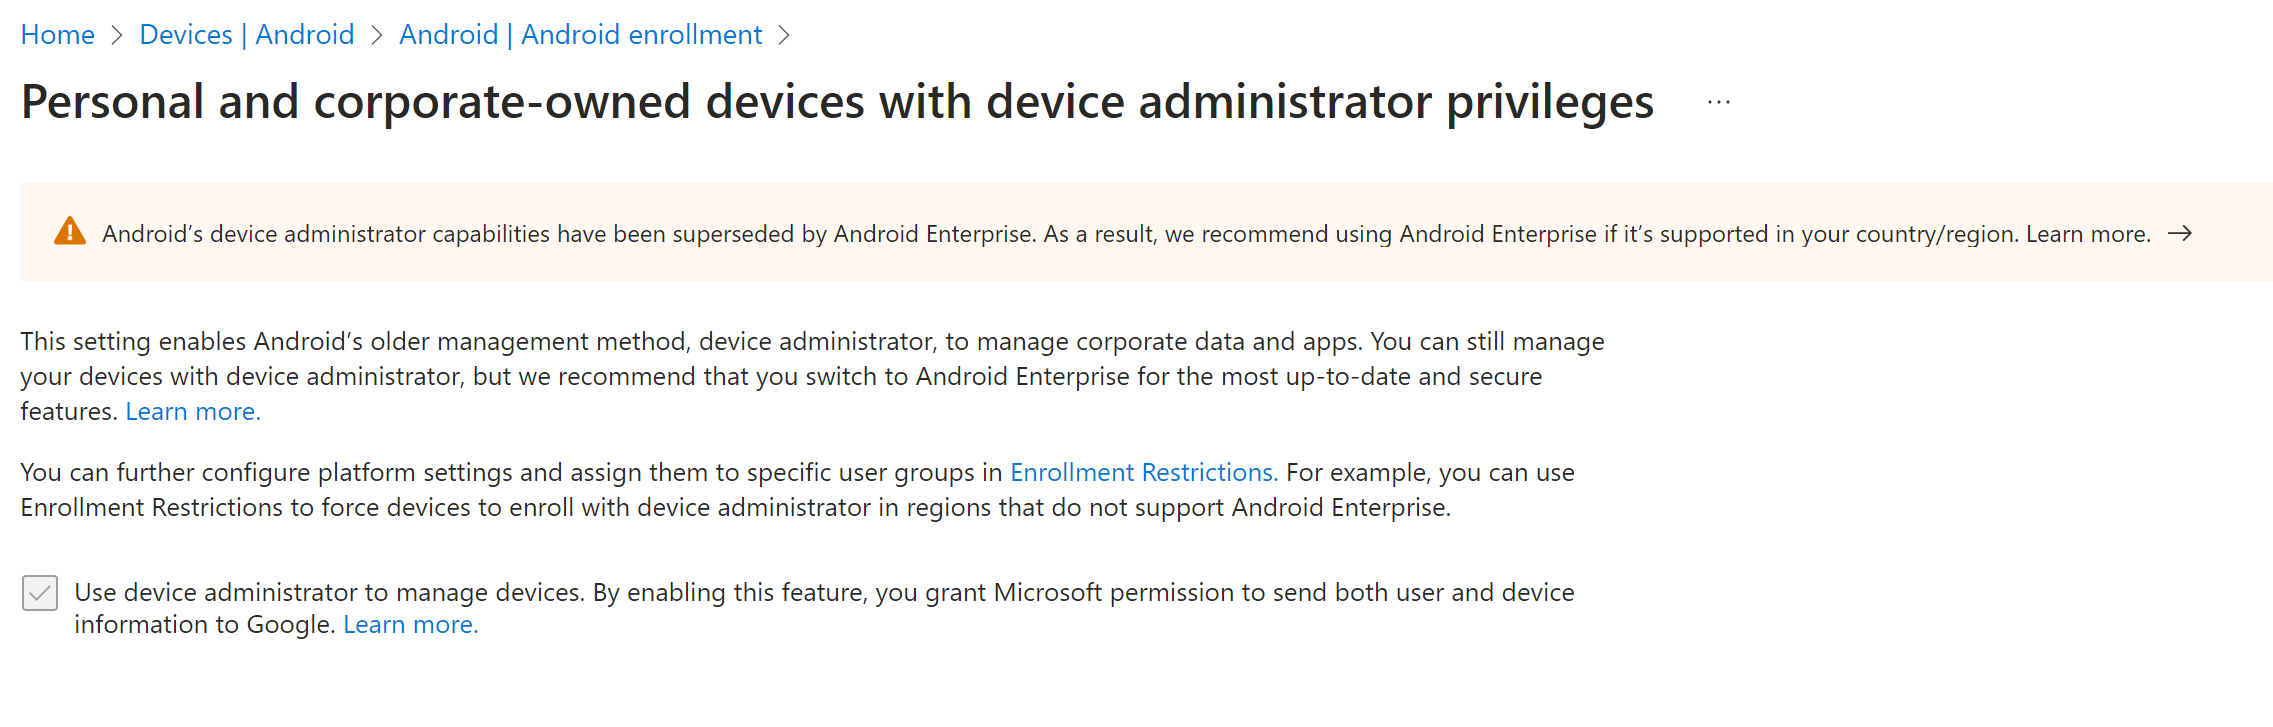 Home > Devices | Android > Android | Android enrollment >
Personal and corporate-owned devices with device administrator privileges ...
Android’s device administrator capabilities have been superseded by Android Enterprise. As a result, we recommend using Android Enterprise if it’s supported in your country/region. Learn more. →
This setting enables Android’s older management method, device administrator, to manage corporate data and apps. You can still manage
your devices with device administrator, but we recommend that you switch to Android Enterprise for the most up-to-date and secure
features. Learn more.
You can further configure platform settings and assign them to specific user groups in Enrollment Restrictions. For example, you can use
Enrollment Restrictions to force devices to enroll with device administrator in regions that do not support Android Enterprise.
Use device administrator to manage devices. By enabling this feature, you grant Microsoft permission to send both user and device
information to Google. Learn more.